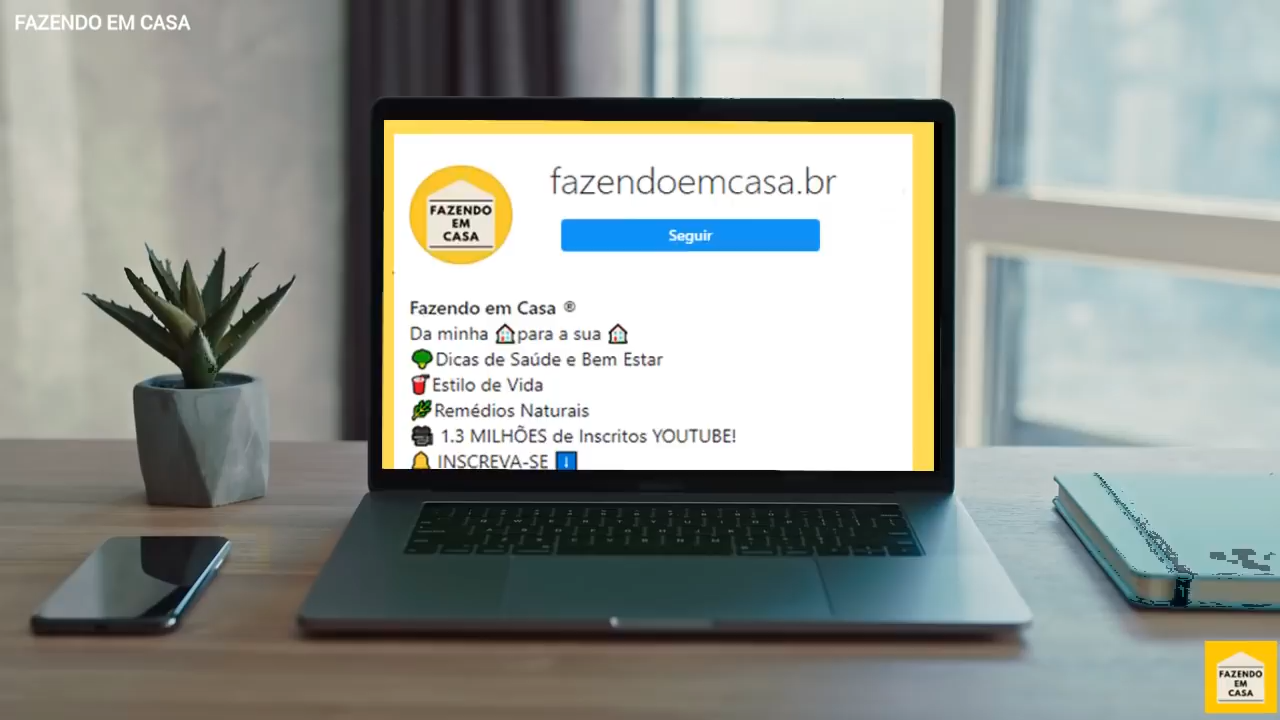 FAZENDO EM CASA
FAZENDO
EM
CASA
fazendoemcasa.br
Seguir
Fazendo em Casa ®
Da minha 🏠para a sua 🏠
🌳Dicas de Saúde e Bem Estar
🥤Estilo de Vida
🌿Remédios Naturais
🎥 1.3 MILHÕES de Inscritos YOUTUBE!
🔔 INSCREVA-SE ⬇️
FAZENDO
EM
CASA